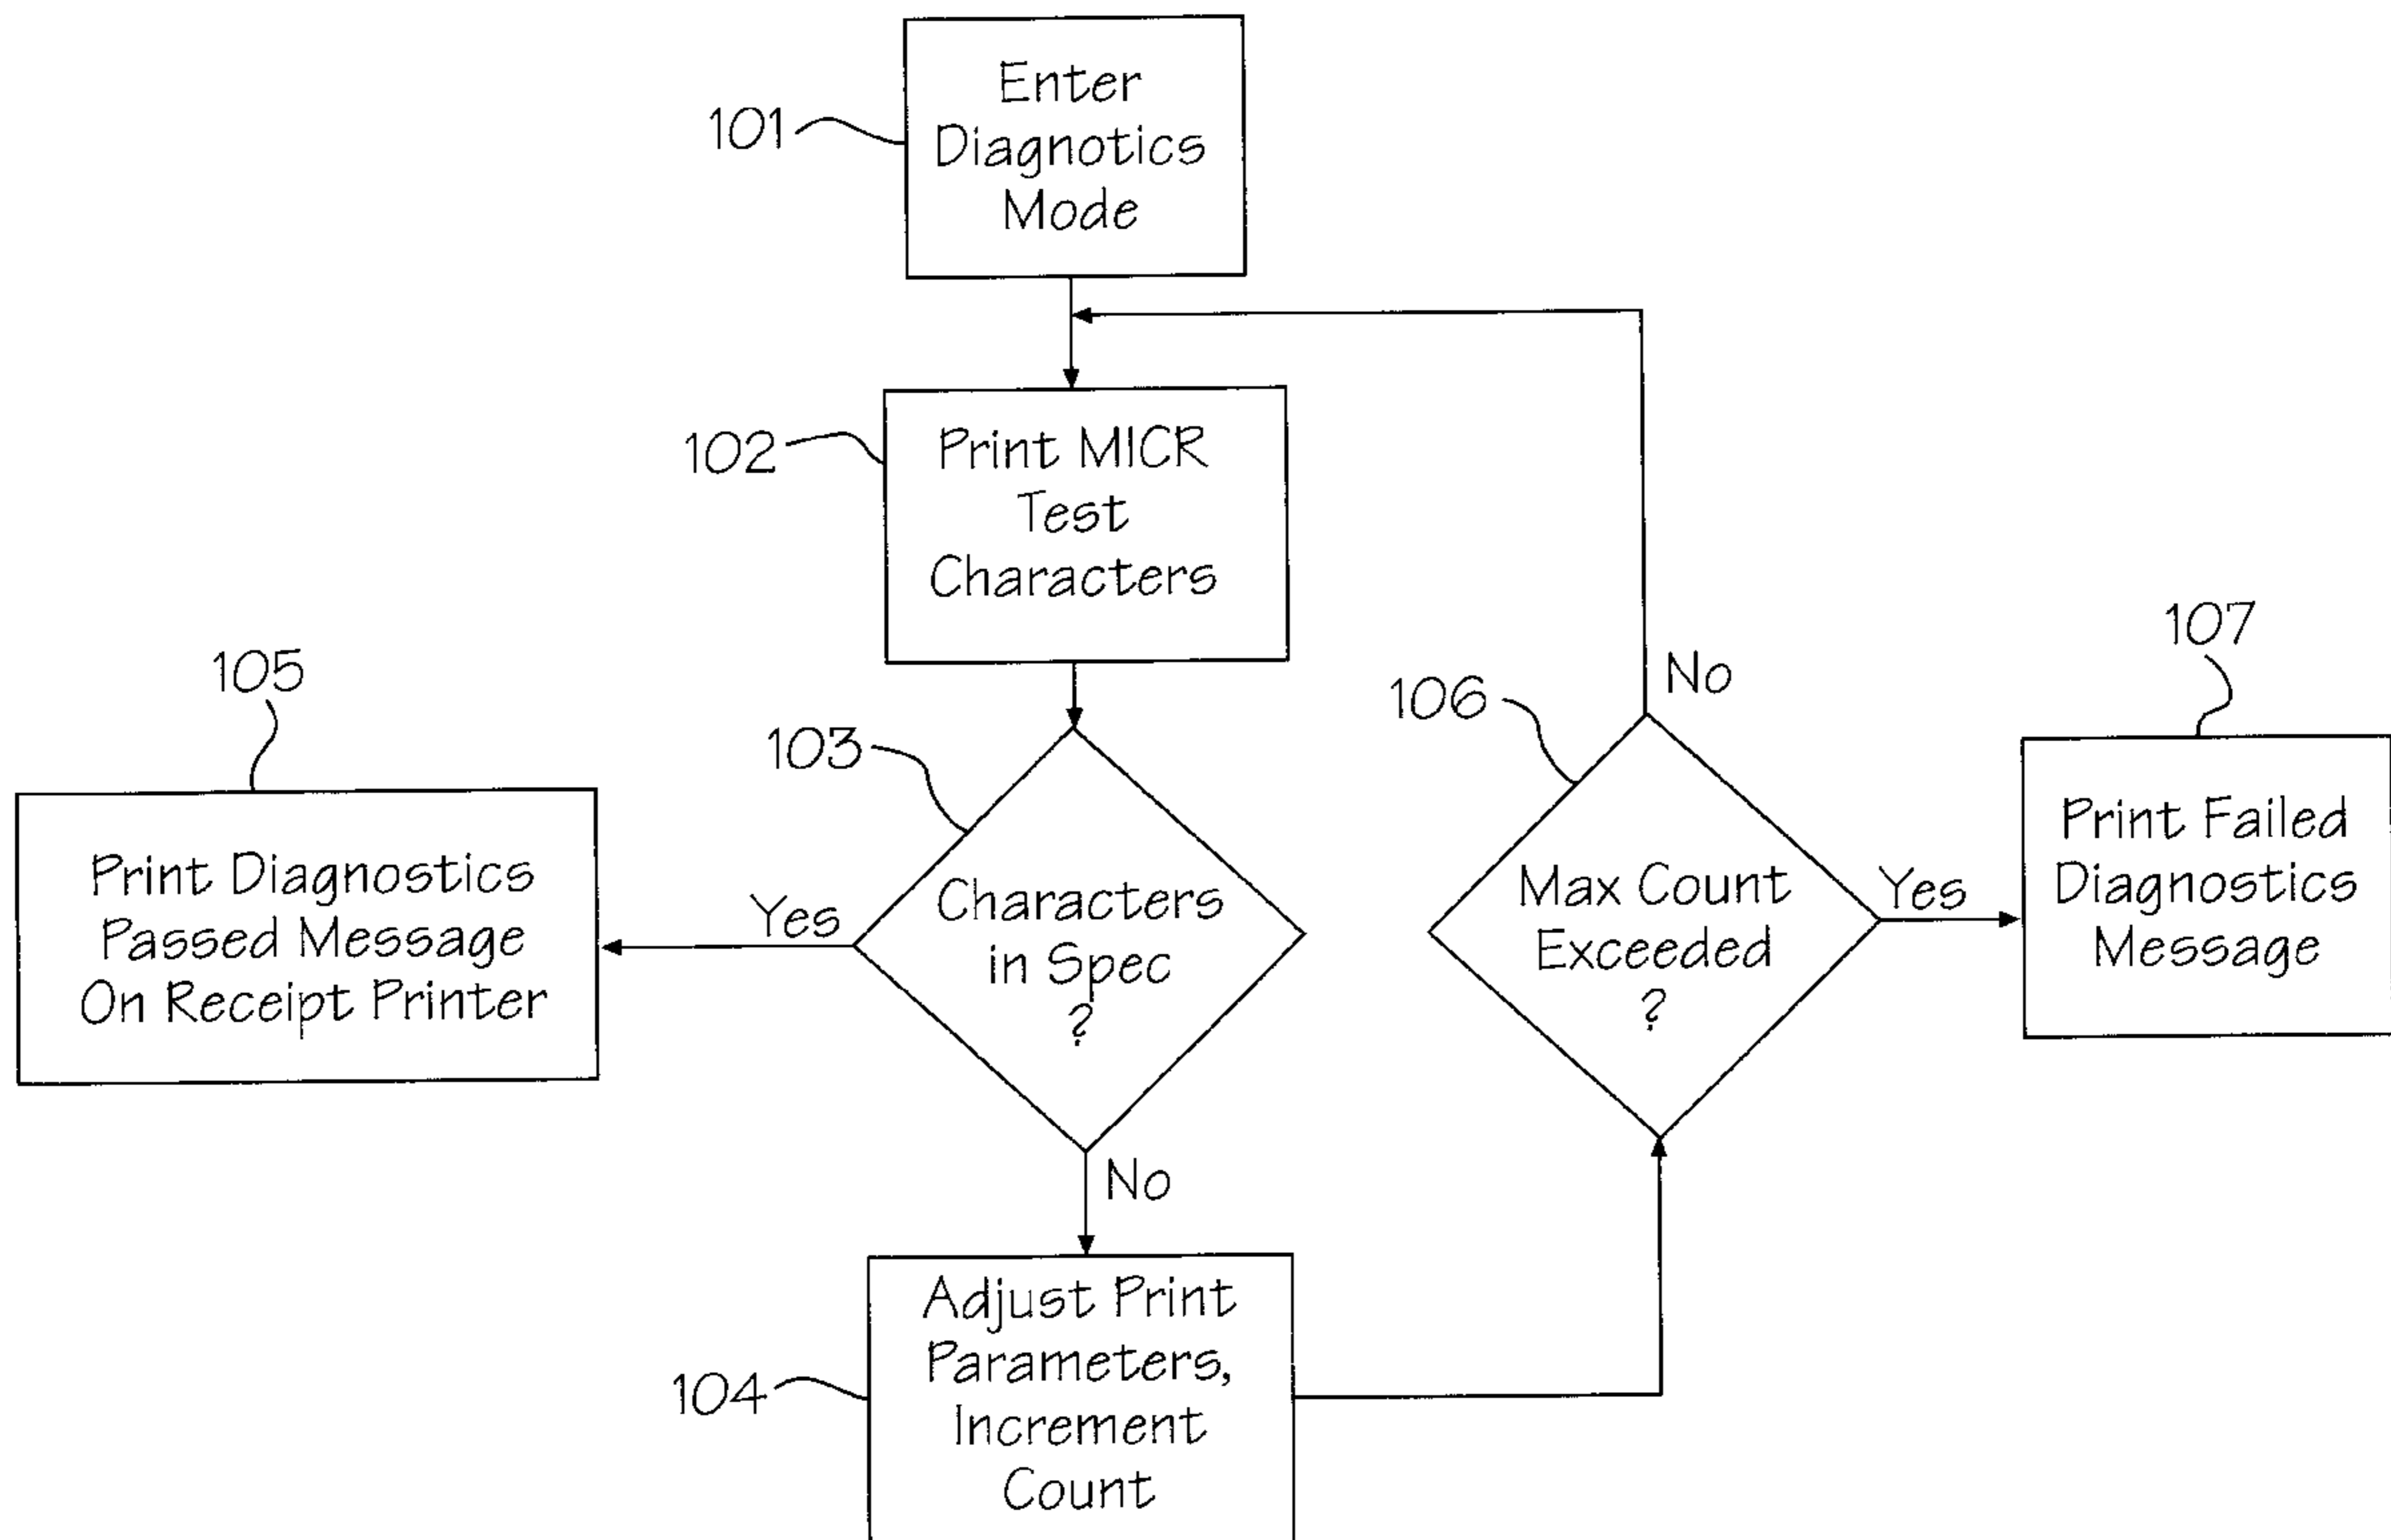 101
Enter
Diagnotics
Mode
102
Print MICR
Test
Characters
103
Characters
in Spec
?
Yes
No
105
Print Diagnostics
Passed Message
On Receipt Printer
104
Adjust Print
Parameters,
Increment
Count
106
Max Count
Exceeded
?
No
Yes
107
Print Failed
Diagnostics
Message